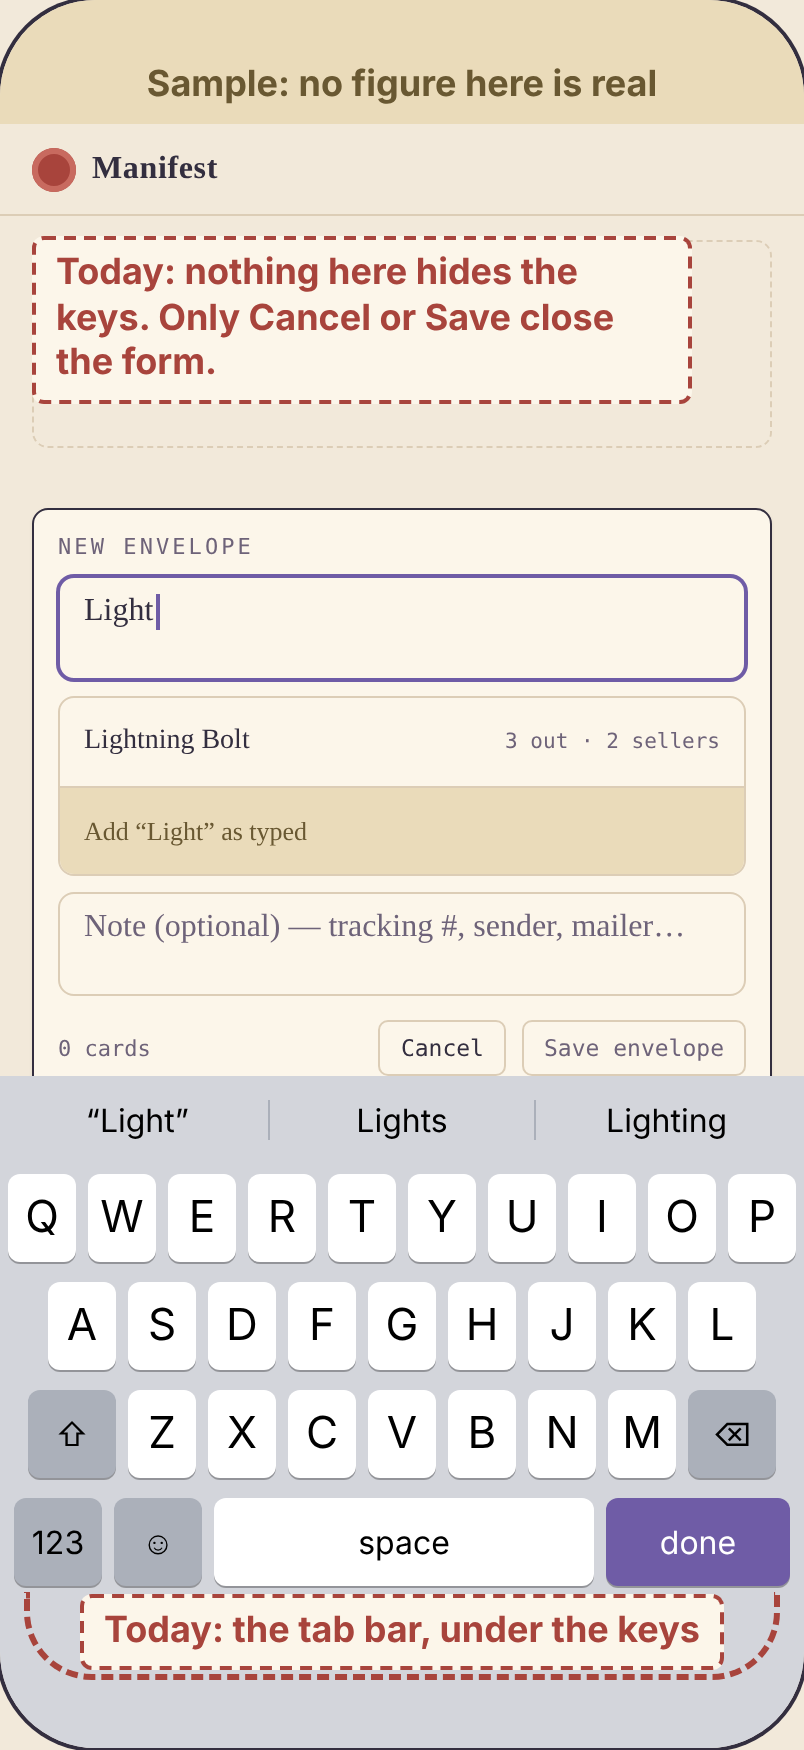 Sample: no figure here is real
Manifest
Today: nothing here hides the
keys. Only Cancel or Save close
the form.
NEW ENVELOPE
Light
Lightning Bolt 3 out · 2 sellers
Add “Light” as typed
Note (optional) — tracking #, sender, mailer…
0 cards Cancel Save envelope
“Light” Lights Lighting
Q W E R T Y U I O P
A S D F G H J K L
Z X C V B N M
123 space done
Today: the tab bar, under the keys